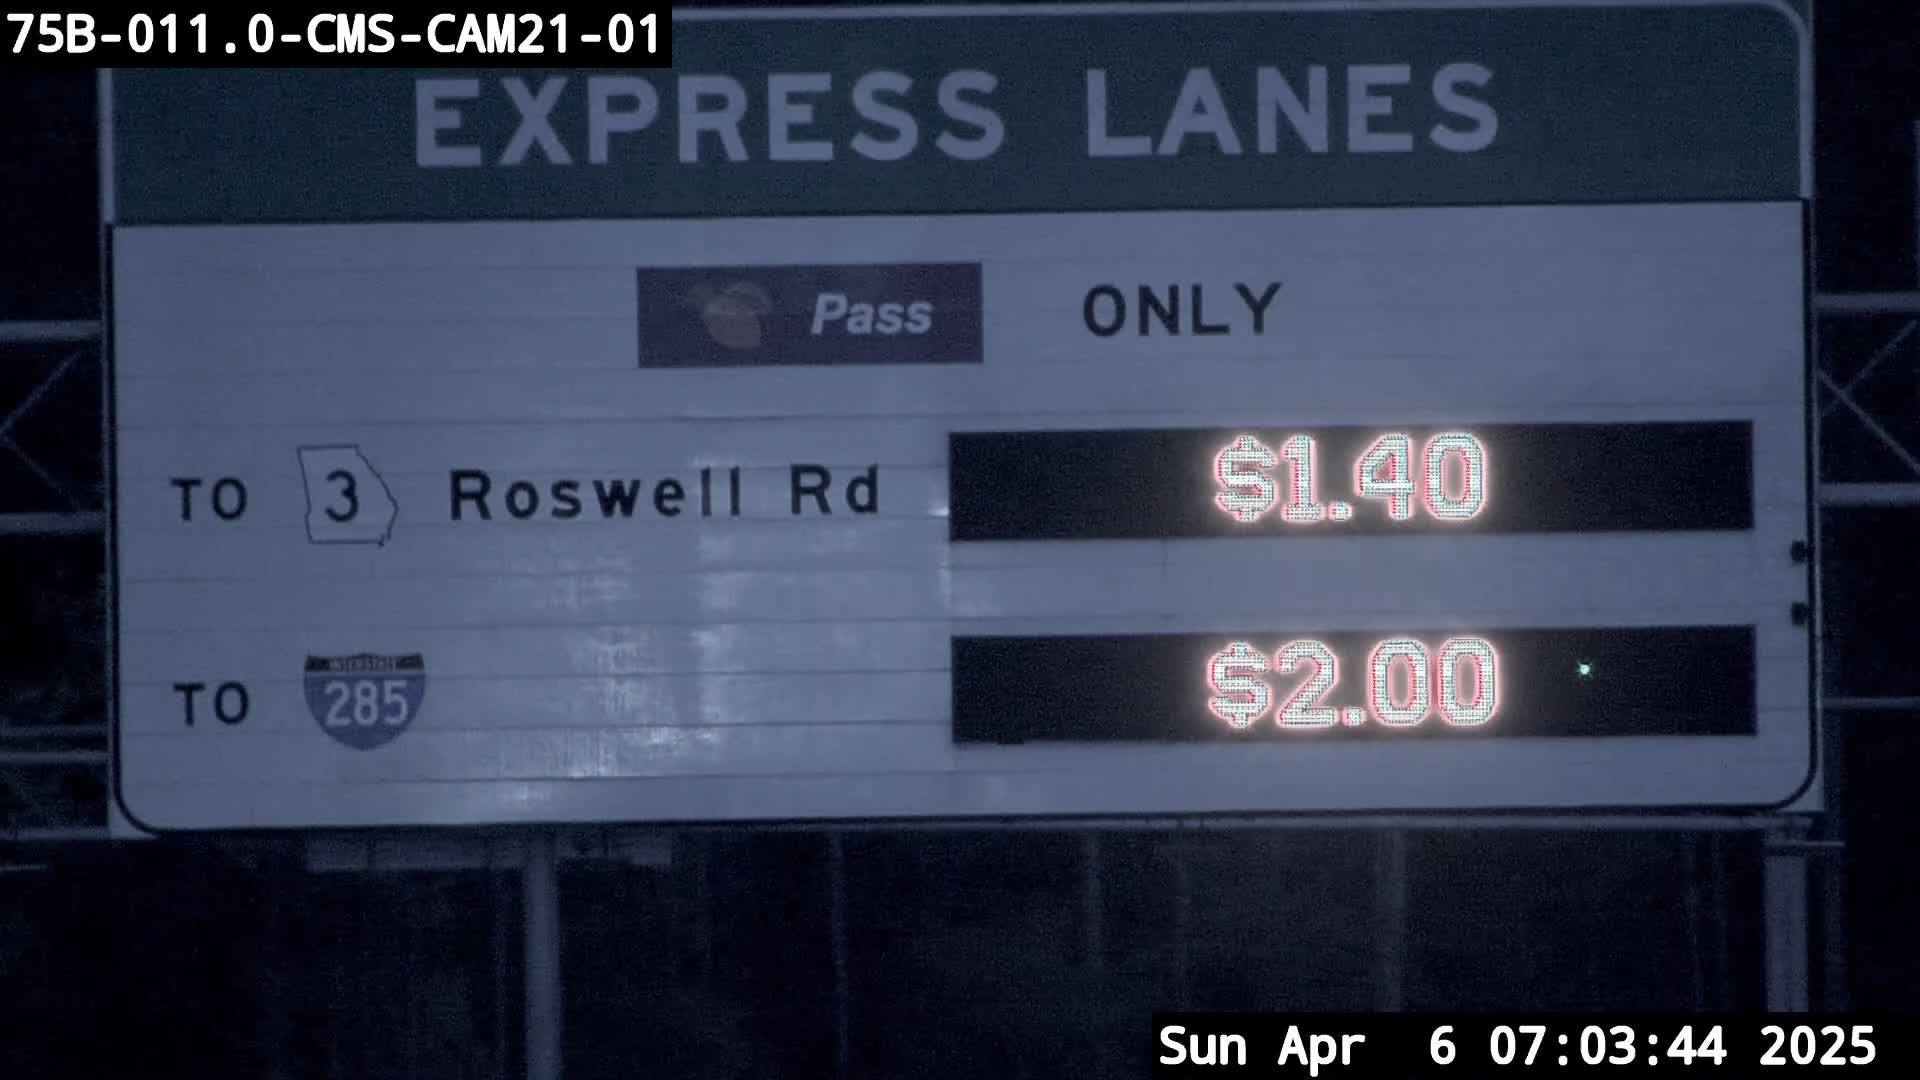 75B-011.0-CMS-CAM21-01
EXPRESS LANES
Pass ONLY
TO 3 Roswell Rd $1.40
TO 285 $2.00
Sun Apr 6 07:03:44 2025